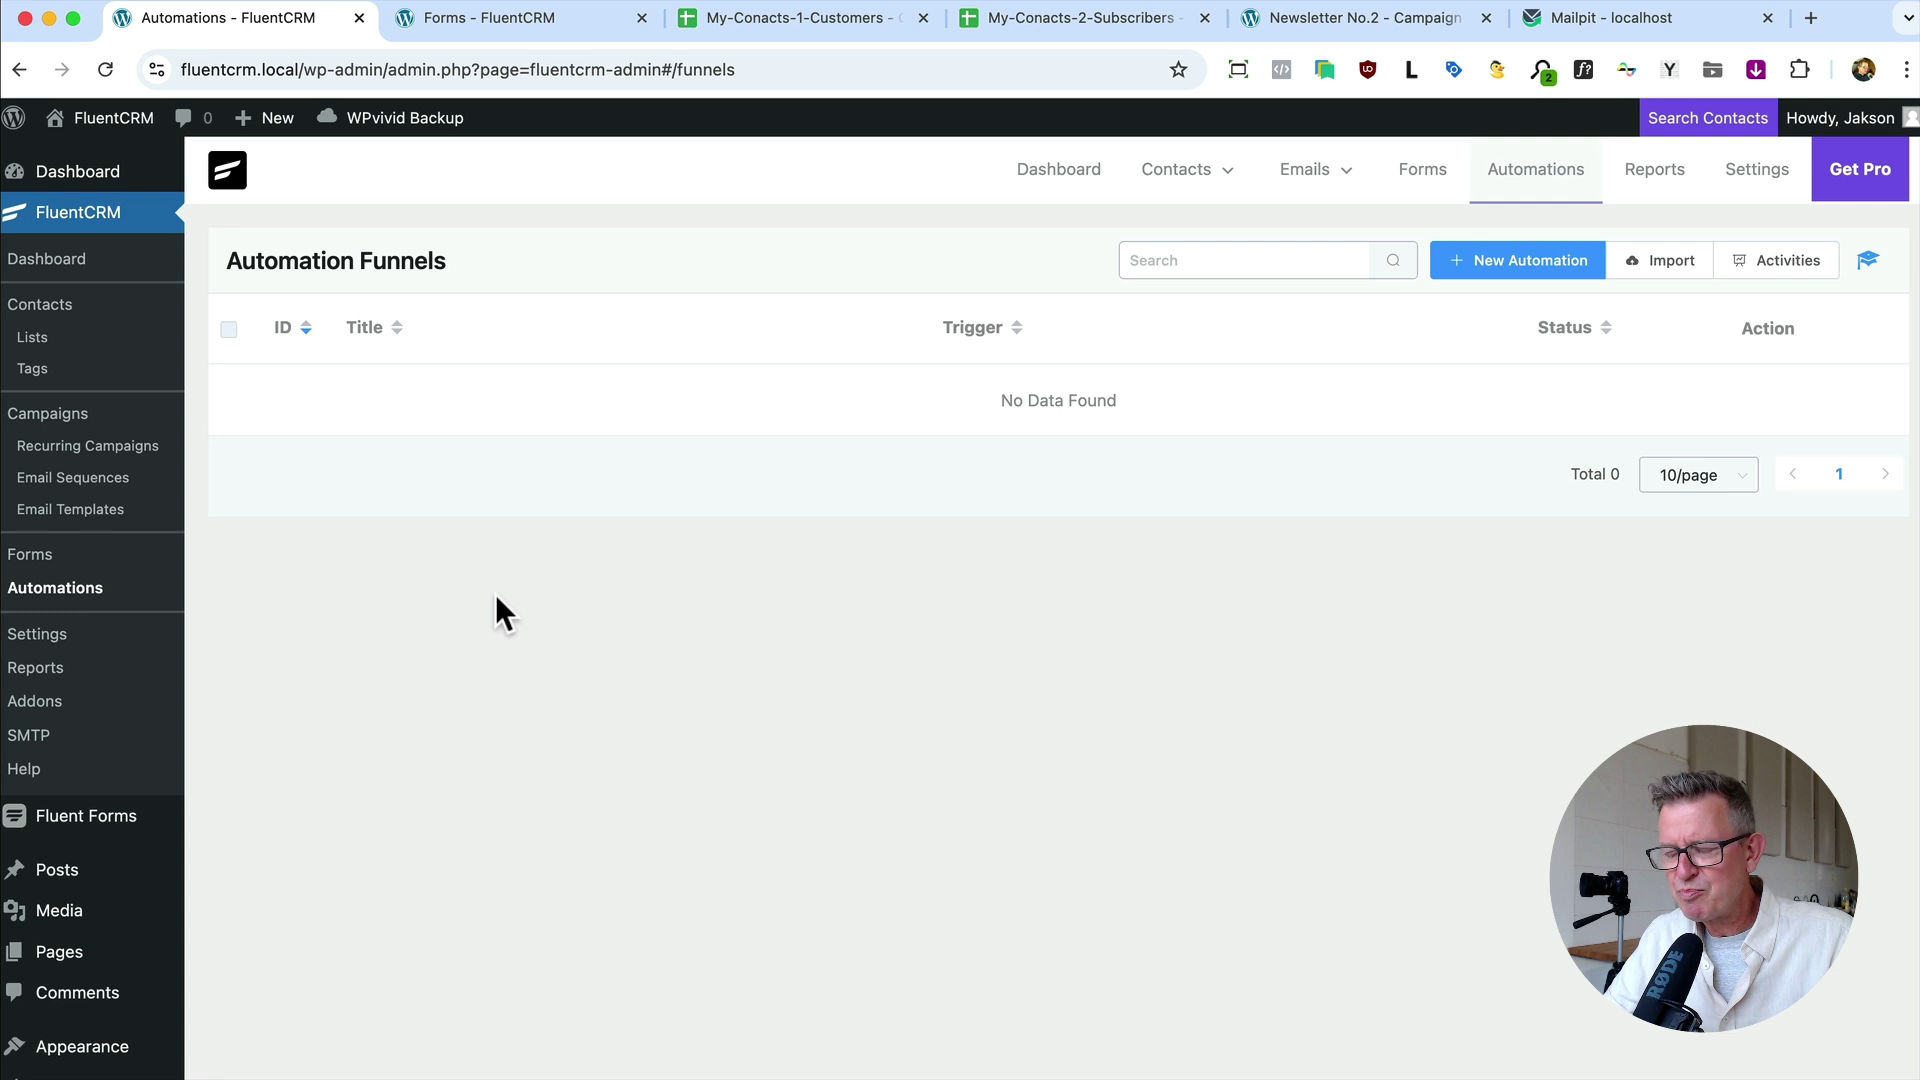 Automations - FluentCRM
Forms - FluentCRM
My-Conacts-1-Customers -
My-Conacts-2-Subscribers -
Newsletter No.2 - Campaign
Mailpit - localhost
fluentcrm.local/wp-admin/admin.php?page=fluentcrm-admin#/funnels
L
2
f?
Y
FluentCRM
0
New
WPvivid Backup
Search Contacts
Howdy, Jakson
Dashboard
FluentCRM
Dashboard
Contacts
Lists
Tags
Campaigns
Recurring Campaigns
Email Sequences
Email Templates
Forms
Automations
Settings
Reports
Addons
SMTP
Help
Fluent Forms
Posts
Media
Pages
Comments
Appearance
Dashboard
Contacts
Emails
Forms
Automations
Reports
Settings
Get Pro
Automation Funnels
Search
New Automation
Import
Activities
ID
Title
Trigger
Status
Action
No Data Found
Total 0
10/page
1
RØDE